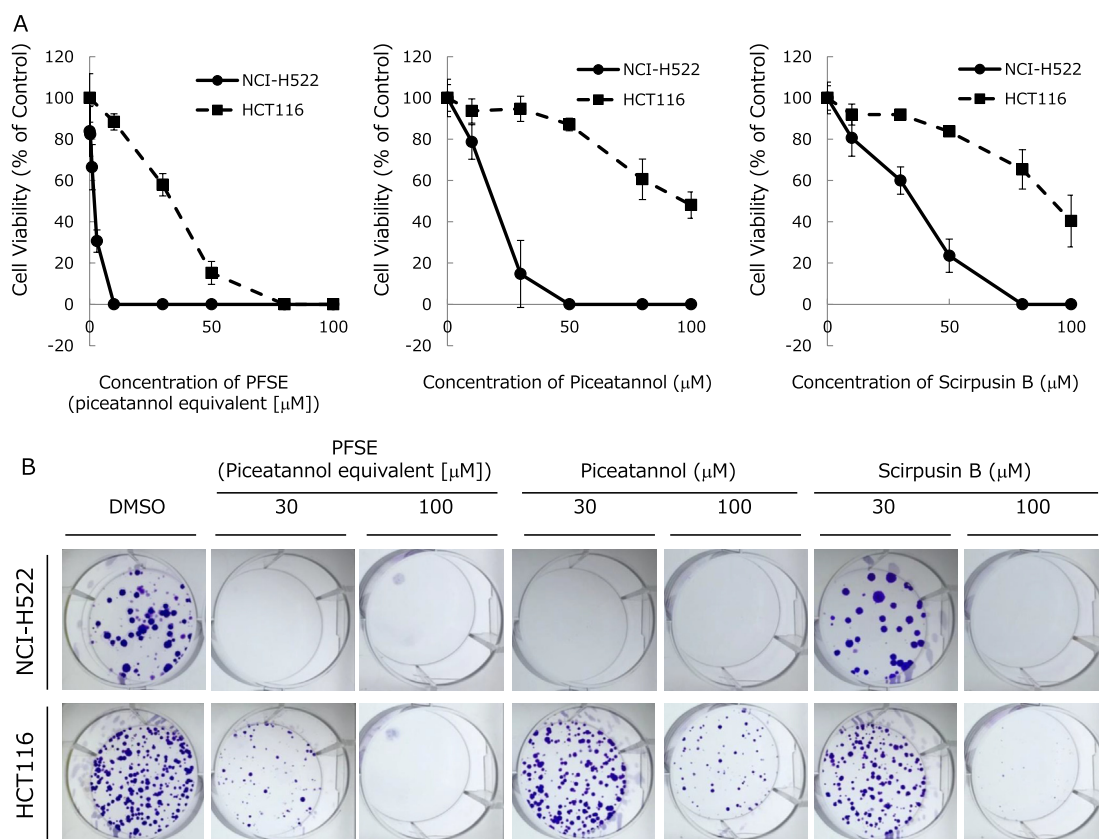 A
Cell Viability (% of Control)
120
100
80
60
40
20
0
-20
0
50
100
NCI-H522
HCT116
Concentration of PFSE
(piceatannol equivalent [μM])
Cell Viability (% of Control)
120
100
80
60
40
20
0
-20
0
50
100
NCI-H522
HCT116
Concentration of Piceatannol (μM)
Cell Viability (% of Control)
120
100
80
60
40
20
0
-20
0
50
100
NCI-H522
HCT116
Concentration of Scirpusin B (μM)
B
PFSE
(Piceatannol equivalent [μM])
Piceatannol (μM)
Scirpusin B (μM)
DMSO
30
100
30
100
30
100
NCI-H522
HCT116